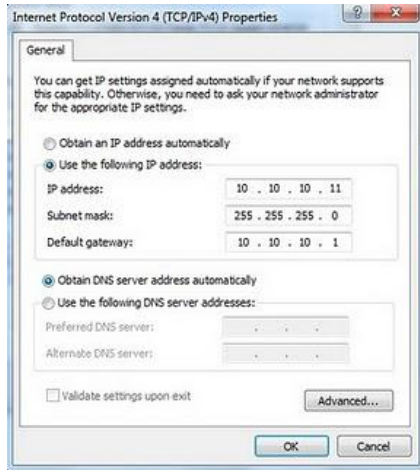 Internet Protocol Version 4 (TCP/IPv4) Properties
General
You can get IP settings assigned automatically if your network supports
this capability. Otherwise, you need to ask your network administrator
for the appropriate IP settings.
Obtain an IP address automatically
Use the following IP address:
IP address: 10 . 10 . 10 . 11
Subnet mask: 255 . 255 . 255 . 0
Default gateway: 10 . 10 . 10 . 1
Obtain DNS server address automatically
Use the following DNS server addresses:
Preferred DNS server: . . .
Alternate DNS server: . . .
Validate settings upon exit
Advanced...
OK Cancel